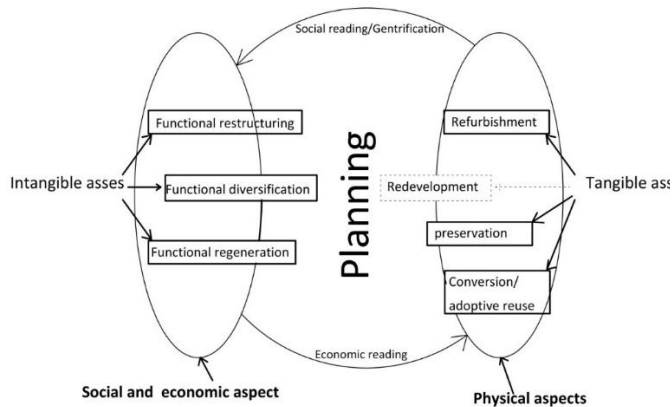 Social reading/Gentrification
Functional restructuring
Refurbishment
Intangible asses
Functional diversification
Planning
Redevelopment
Tangible ass
Functional regeneration
preservation
Conversion/
adoptive reuse
Economic reading
Social and economic aspect
Physical aspects